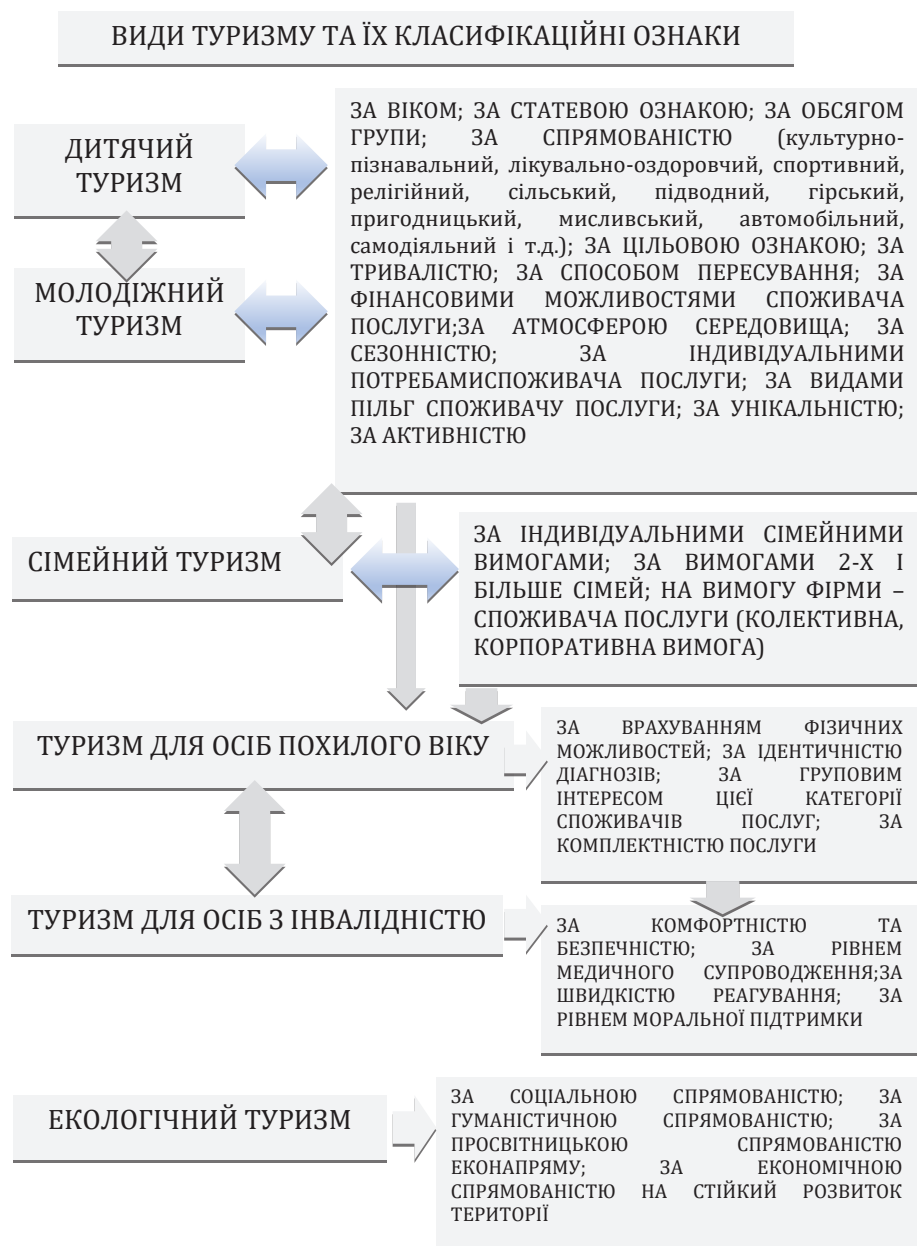 ВИДИ ТУРИЗМУ ТА ЇХ КЛАСИФІКАЦІЙНІ ОЗНАКИ
ДИТЯЧИЙ
ТУРИЗМ
ЗА ВІКОМ; ЗА СТАТЕВОЮ ОЗНАКОЮ; ЗА ОБСЯГОМ
ГРУПИ; ЗА СПРЯМОВАНІСТЮ (культурно-
пізнавальний, лікувально-оздоровчий, спортивний,
релігійний, сільський, підводний, гірський,
пригодницький, мисливський, автомобільний,
самодіяльний і т.д.); ЗА ЦІЛЬОВОЮ ОЗНАКОЮ; ЗА
ТРИВАЛІСТЮ; ЗА СПОСОБОМ ПЕРЕСУВАННЯ; ЗА
ФІНАНСОВИМИ МОЖЛИВОСТЯМИ СПОЖИВАЧА
ПОСЛУГИ;ЗА АТМОСФЕРОЮ СЕРЕДОВИЩА; ЗА
СЕЗОННІСТЮ; ЗА ІНДИВІДУАЛЬНИМИ
ПОТРЕБАМИСПОЖИВАЧА ПОСЛУГИ; ЗА ВИДАМИ
ПІЛЬГ СПОЖИВАЧУ ПОСЛУГИ; ЗА УНІКАЛЬНІСТЮ;
ЗА АКТИВНІСТЮ
МОЛОДІЖНИЙ
ТУРИЗМ
СІМЕЙНИЙ ТУРИЗМ
ЗА ІНДИВІДУАЛЬНИМИ СІМЕЙНИМИ
ВИМОГАМИ; ЗА ВИМОГАМИ 2-Х І
БІЛЬШЕ СІМЕЙ; НА ВИМОГУ ФІРМИ –
СПОЖИВАЧА ПОСЛУГИ (КОЛЕКТИВНА,
КОРПОРАТИВНА ВИМОГА)
ТУРИЗМ ДЛЯ ОСІБ ПОХИЛОГО ВІКУ
ЗА ВРАХУВАННЯМ ФІЗИЧНИХ
МОЖЛИВОСТЕЙ; ЗА ІДЕНТИЧНІСТЮ
ДІАГНОЗІВ; ЗА ГРУПОВИМ
ІНТЕРЕСОМ ЦІЄЇ КАТЕГОРІЇ
СПОЖИВАЧІВ ПОСЛУГ; ЗА
КОМПЛЕКТНІСТЮ ПОСЛУГИ
ТУРИЗМ ДЛЯ ОСІБ З ІНВАЛІДНІСТЮ
ЗА КОМФОРТНІСТЮ ТА
БЕЗПЕЧНІСТЮ; ЗА РІВНЕМ
МЕДИЧНОГО СУПРОВОДЖЕННЯ;ЗА
ШВИДКІСТЮ РЕАГУВАННЯ; ЗА
РІВНЕМ МОРАЛЬНОЇ ПІДТРИМКИ
ЕКОЛОГІЧНИЙ ТУРИЗМ
ЗА СОЦІАЛЬНОЮ СПРЯМОВАНІСТЮ; ЗА
ГУМАНІСТИЧНОЮ СПРЯМОВАНІСТЮ; ЗА
ПРОСВІТНИЦЬКОЮ СПРЯМОВАНІСТЮ
ЕКОНАПРЯМУ; ЗА ЕКОНОМІЧНОЮ
СПРЯМОВАНІСТЮ НА СТІЙКИЙ РОЗВИТОК
ТЕРИТОРІЇ